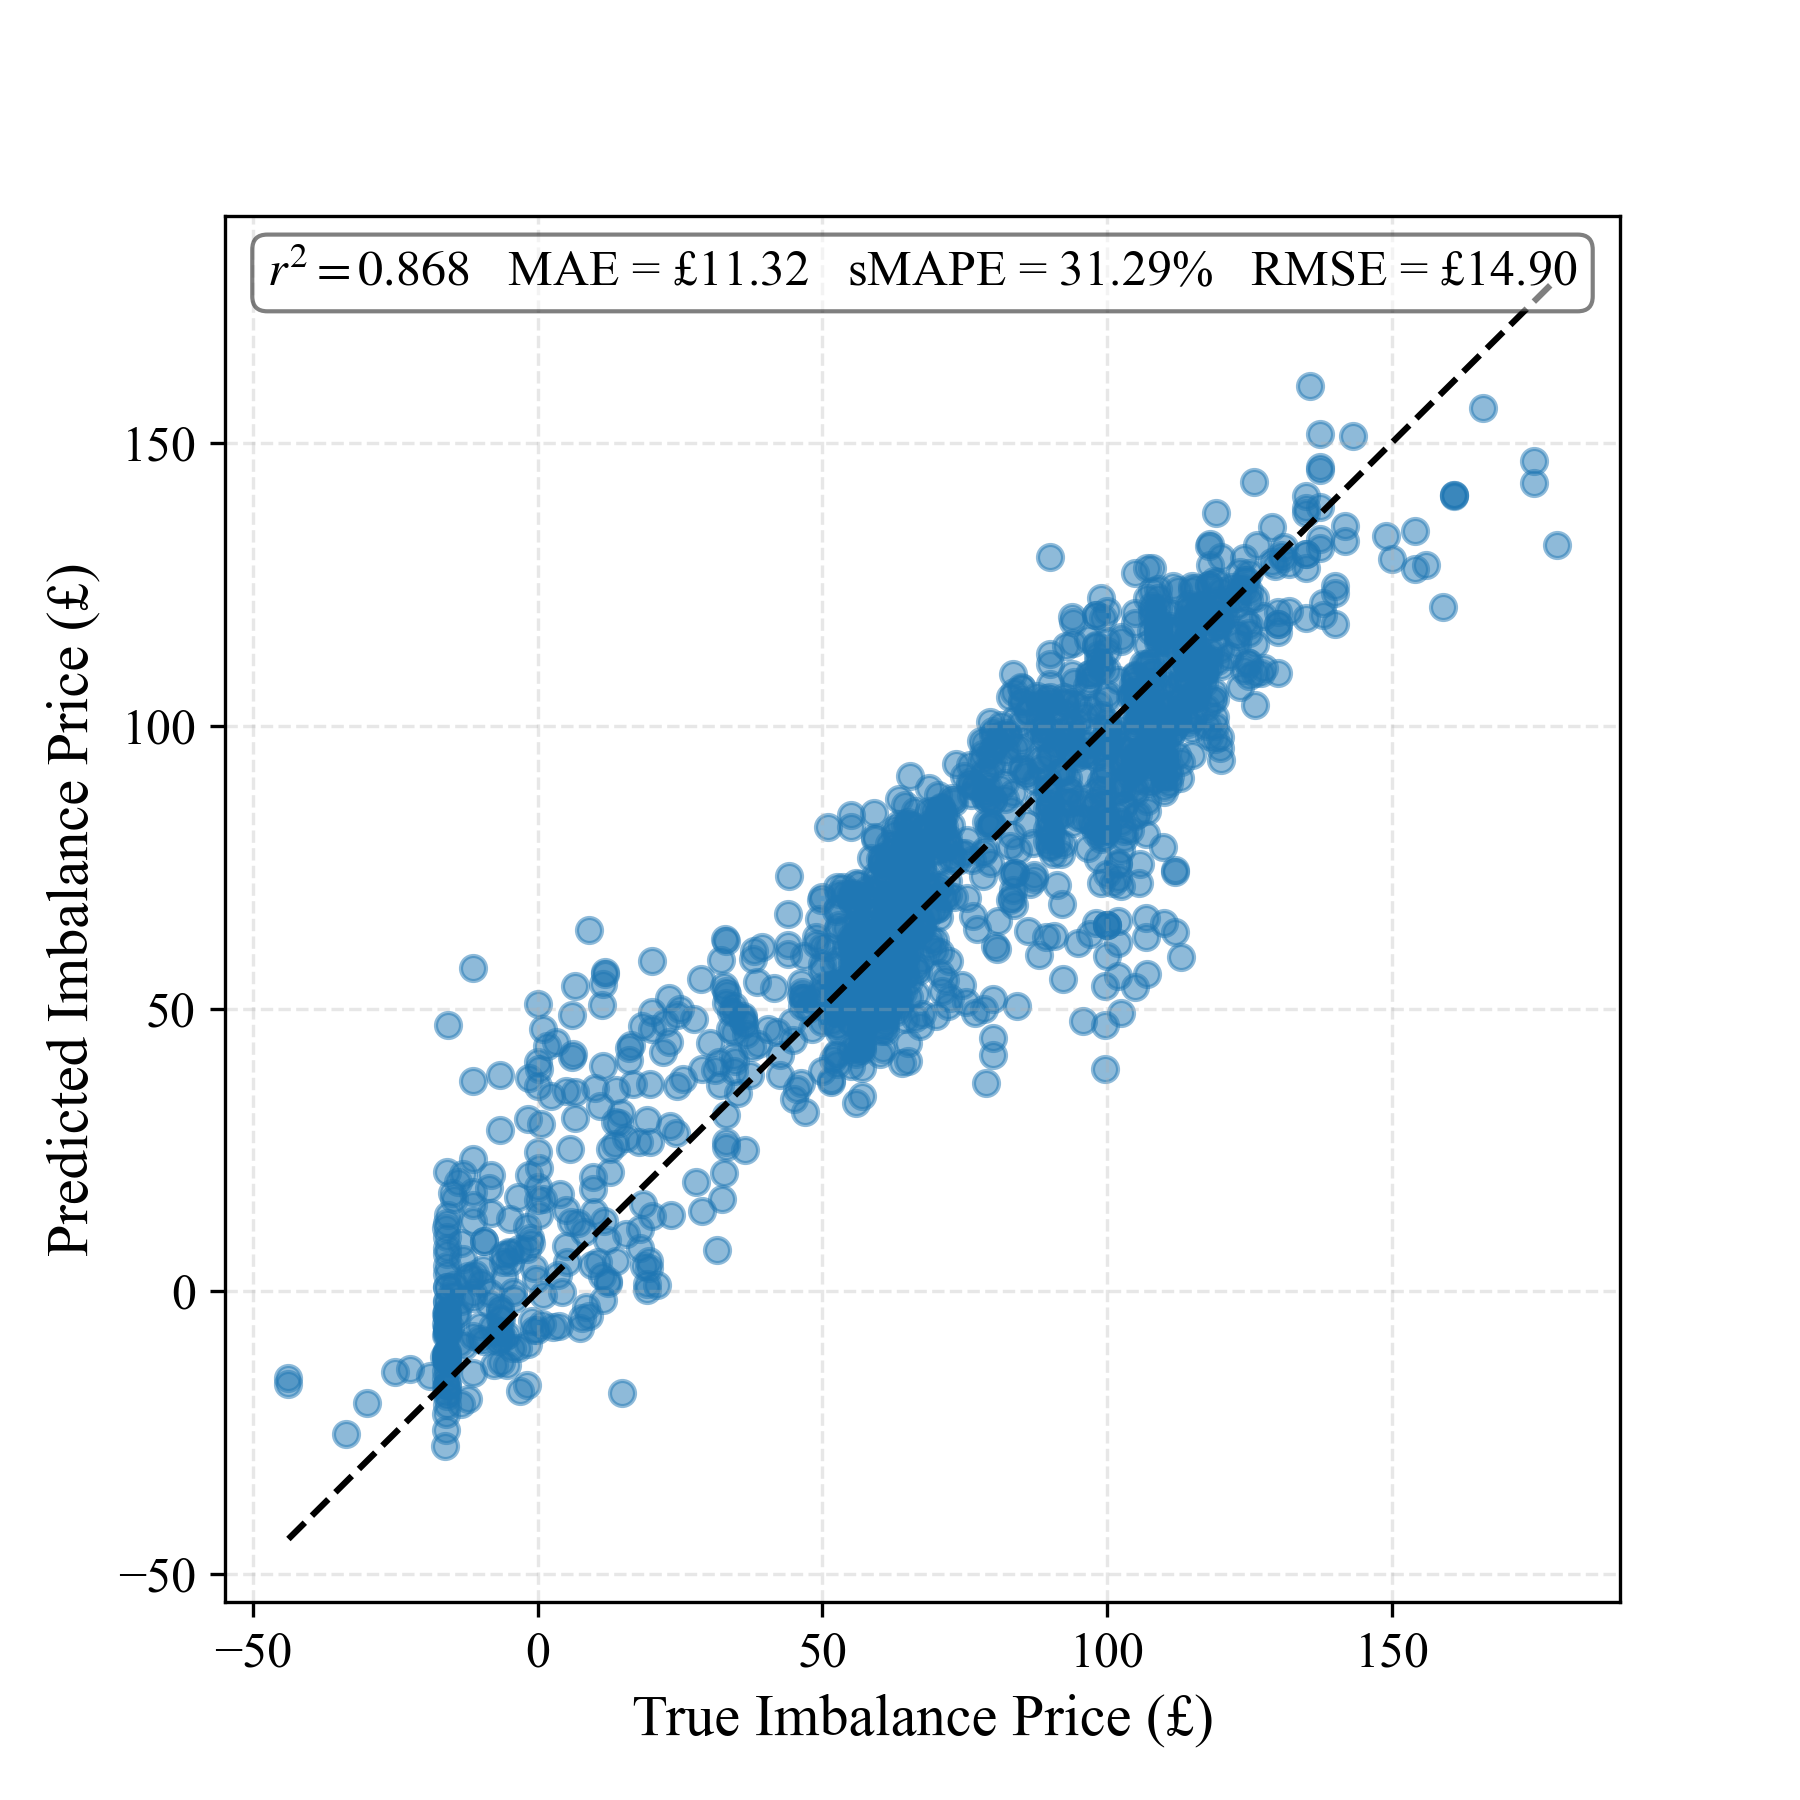 r² = 0.868   MAE = £11.32   sMAPE = 31.29%   RMSE = £14.90
150
100
50
0
−50
Predicted Imbalance Price (£)
−50 0 50 100 150
True Imbalance Price (£)